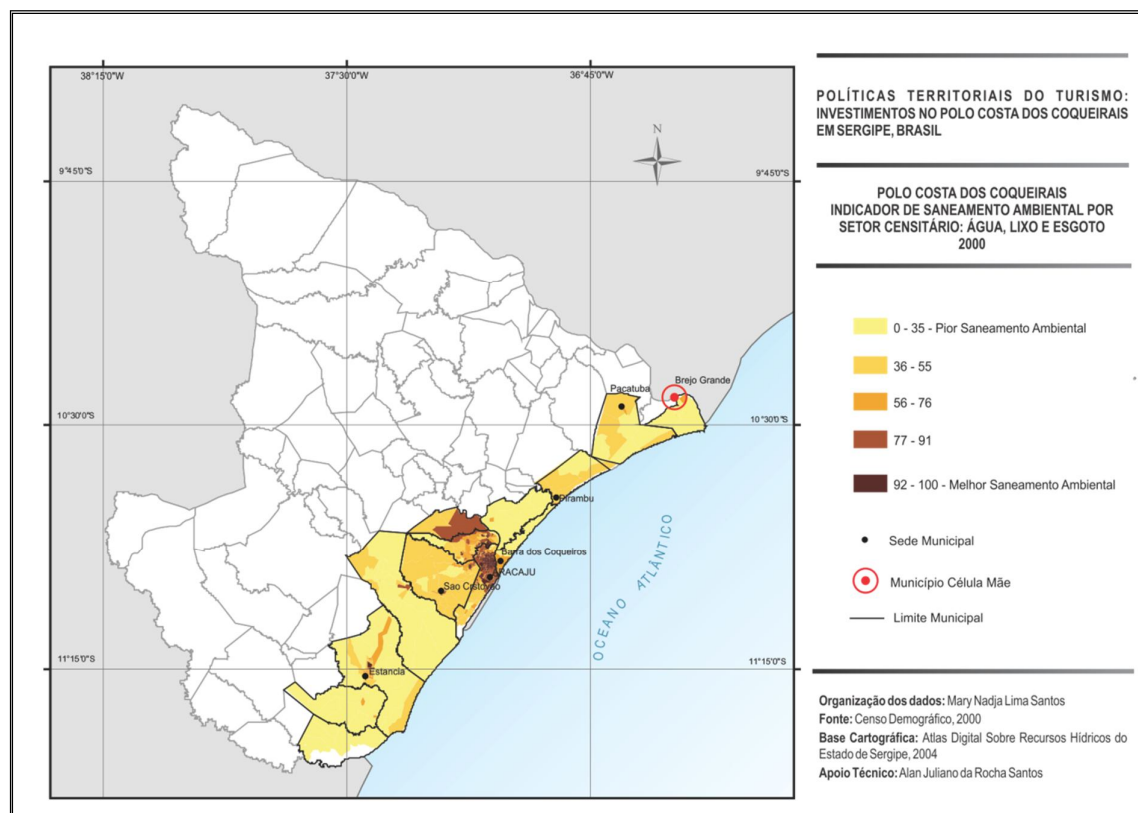 38°15'0"W
37°30'0"W
36°45'0"W
N
9°45'0"S
9°45'0"S
Pacatuba
Brejo Grande
10°30'0"S
10°30'0"S
Pirambu
Barra dos Coqueiros
ARACAJU
Sao Cristovao
OCEANO ATLÂNTICO
11°15'0"S
11°15'0"S
Estancia
POLÍTICAS TERRITORIAIS DO TURISMO:
INVESTIMENTOS NO POLO COSTA DOS COQUEIRAIS
EM SERGIPE, BRASIL
POLO COSTA DOS COQUEIRAIS
INDICADOR DE SANEAMENTO AMBIENTAL POR
SETOR CENSITÁRIO: ÁGUA, LIXO E ESGOTO
2000
0 - 35 - Pior Saneamento Ambiental
36 - 55
56 - 76
77 - 91
92 - 100 - Melhor Saneamento Ambiental
Sede Municipal
Município Célula Mãe
Limite Municipal
Organização dos dados: Mary Nadja Lima Santos
Fonte: Censo Demográfico, 2000
Base Cartográfica: Atlas Digital Sobre Recursos Hídricos do
Estado de Sergipe, 2004
Apoio Técnico: Alan Juliano da Rocha Santos